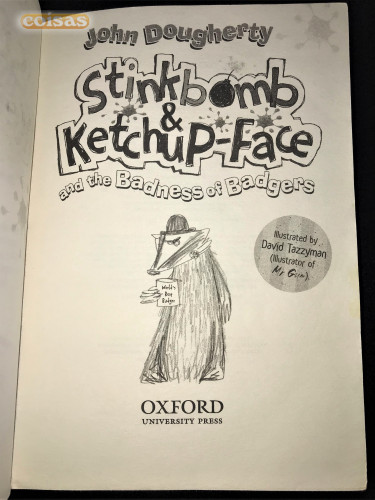 coisas
John Dougherty
Stinkbomb
&
Ketchup-Face
and the Badness of Badgers
Illustrated by
David Tazzyman
(illustrator of
Mr Gum).
World's
Best
Badger
OXFORD
UNIVERSITY PRESS